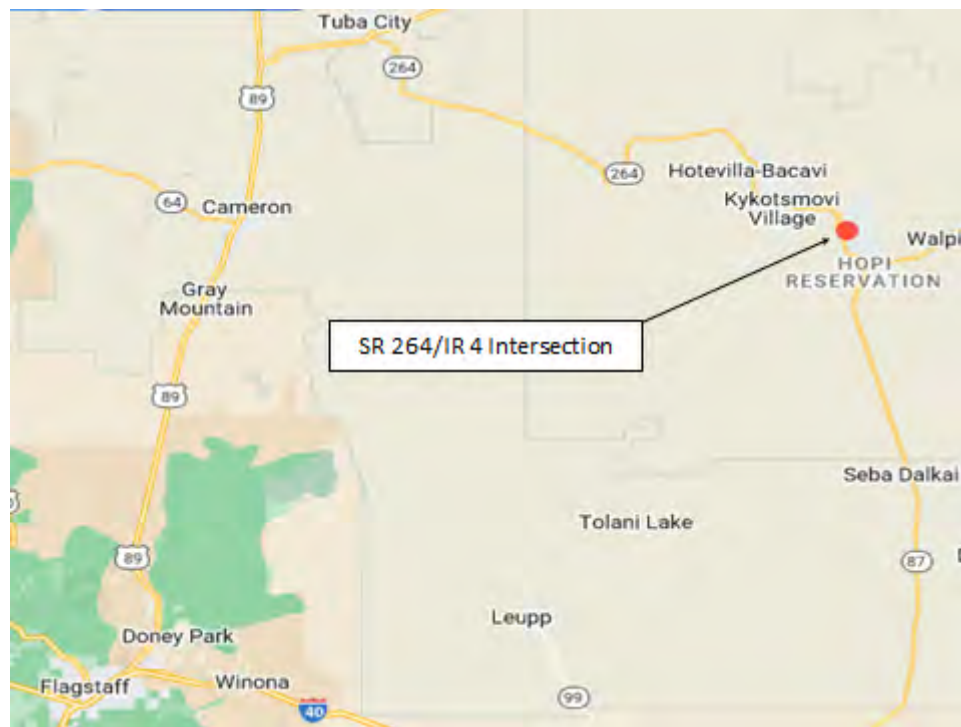 Tuba City
264
89
264
Hotevilla-Bacavi
Kykotsmovi
Village
64
Cameron
Walpi
HOPI
RESERVATION
Gray
Mountain
SR 264/IR 4 Intersection
89
Seba Dalkai
Tolani Lake
89
87
Leupp
Doney Park
Flagstaff
Winona
40
99